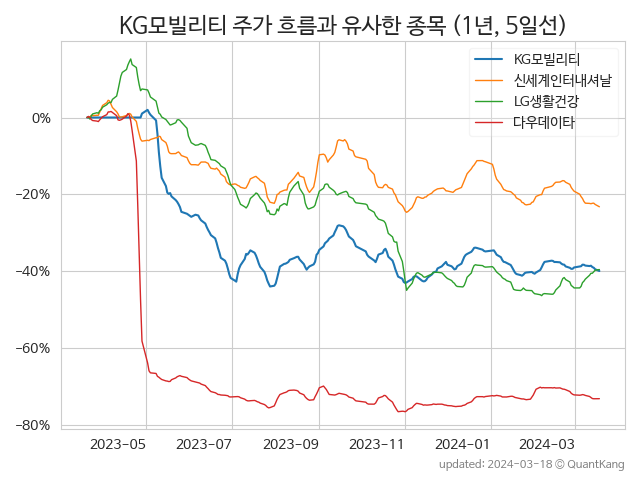 KG모빌리티 주가 흐름과 유사한 종목 (1년, 5일선)
KG모빌리티
신세계인터내셔날
LG생활건강
다우데이타
0%
−20%
−40%
−60%
−80%
2023−05 2023−07 2023−09 2023−11 2024−01 2024−03
updated: 2024-03-18 © QuantKang